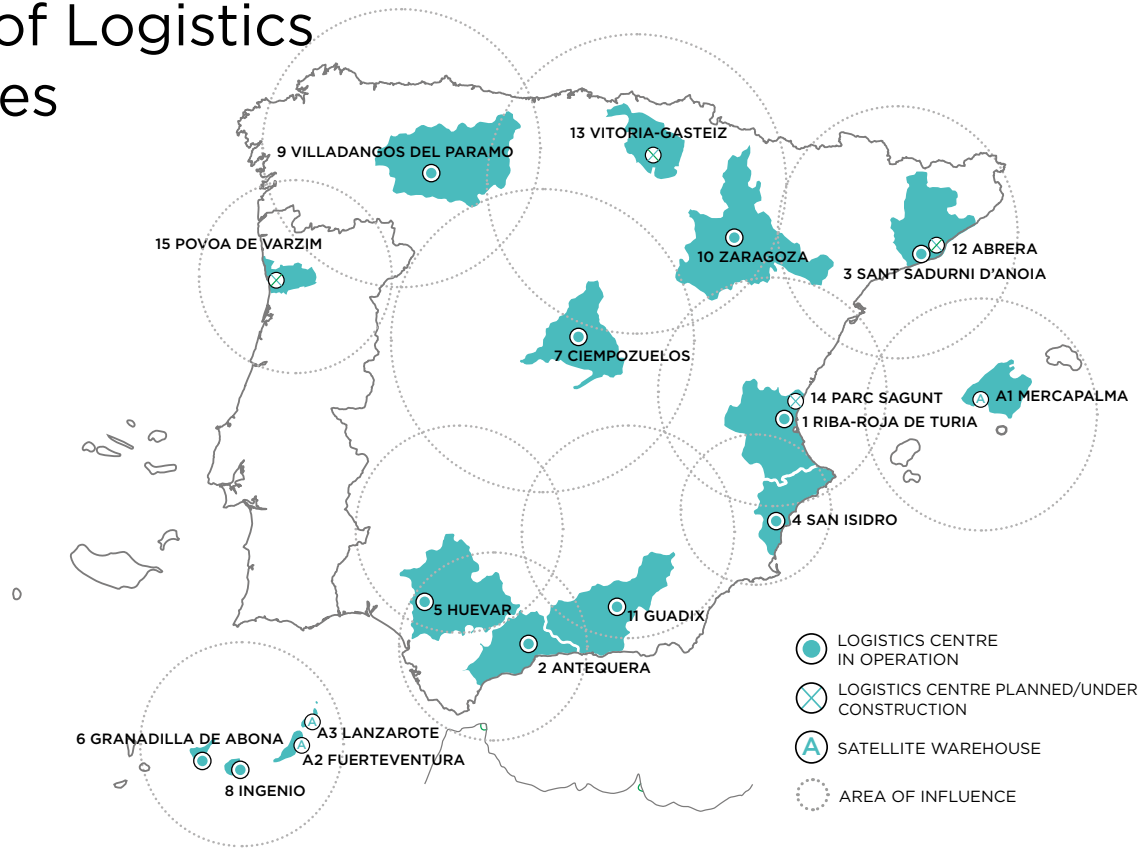 of Logistics
es
13 VITORIA-GASTEIZ
9 VILLADANGOS DEL PARAMO
15 POVOA DE VARZIM
10 ZARAGOZA
12 ABRERA
3 SANT SADURNI D’ANOIA
7 CIEMPOZUELOS
14 PARC SAGUNT
A A1 MERCAPALMA
1 RIBA-ROJA DE TURIA
4 SAN ISIDRO
5 HUEVAR
11 GUADIX
2 ANTEQUERA
A
A3 LANZAROTE
6 GRANADILLA DE ABONA
A
A2 FUERTEVENTURA
8 INGENIO
LOGISTICS CENTRE
IN OPERATION
LOGISTICS CENTRE PLANNED/UNDER
CONSTRUCTION
A SATELLITE WAREHOUSE
AREA OF INFLUENCE